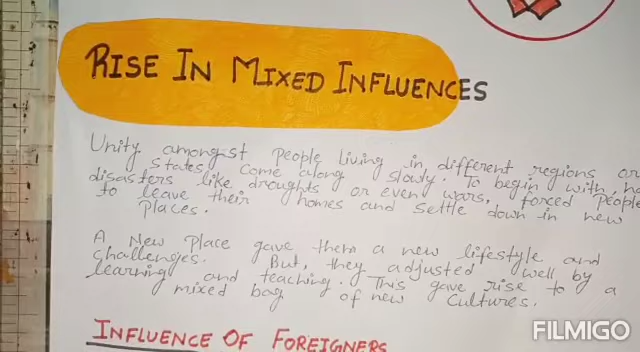 RISE IN MIXED INFLUENCES
Unity amongst people living in different regions or
states, come along slowly. To begin with,
disasters like droughts or even wars, forced people
to leave their homes and settle down in new
places.
A New Place gave them a new lifestyle and
challenges. But, they adjusted well by
learning and teaching. This gave rise to a
mixed bag of new cultures.
INFLUENCE OF FOREIGNERS
FILMIGO